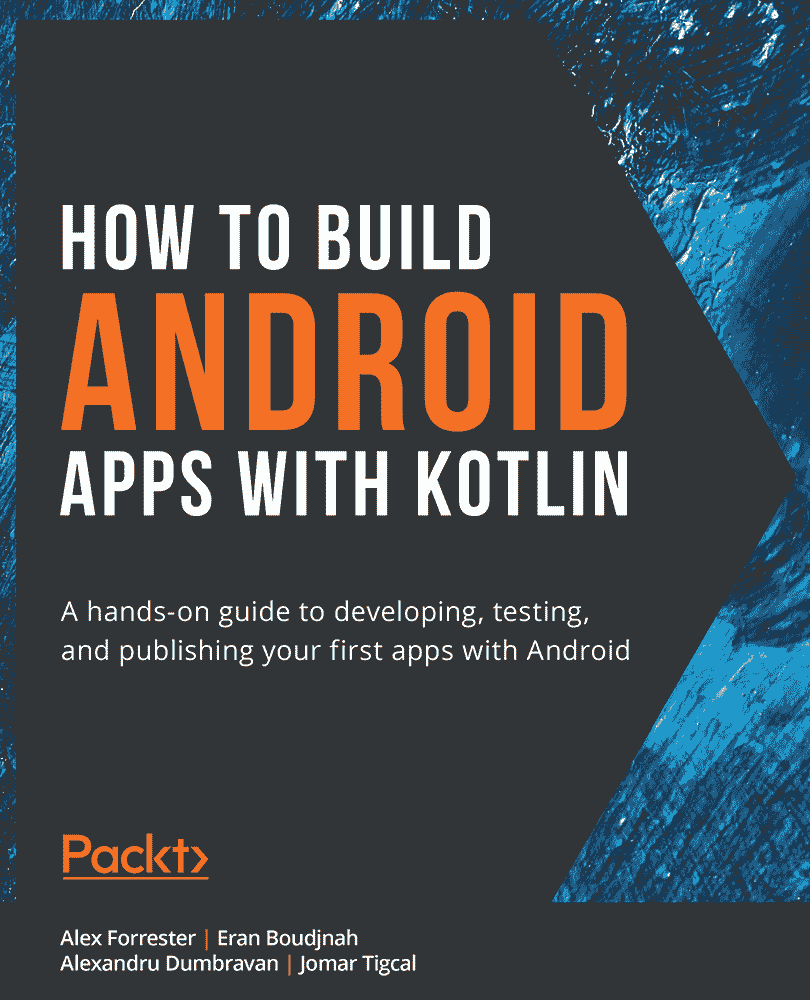 HOW TO BUILD
ANDROID
APPS WITH KOTLIN
A hands-on guide to developing, testing,
and publishing your first apps with Android
Packt>
Alex Forrester | Eran Boudjnah
Alexandru Dumbravan | Jomar Tigcal